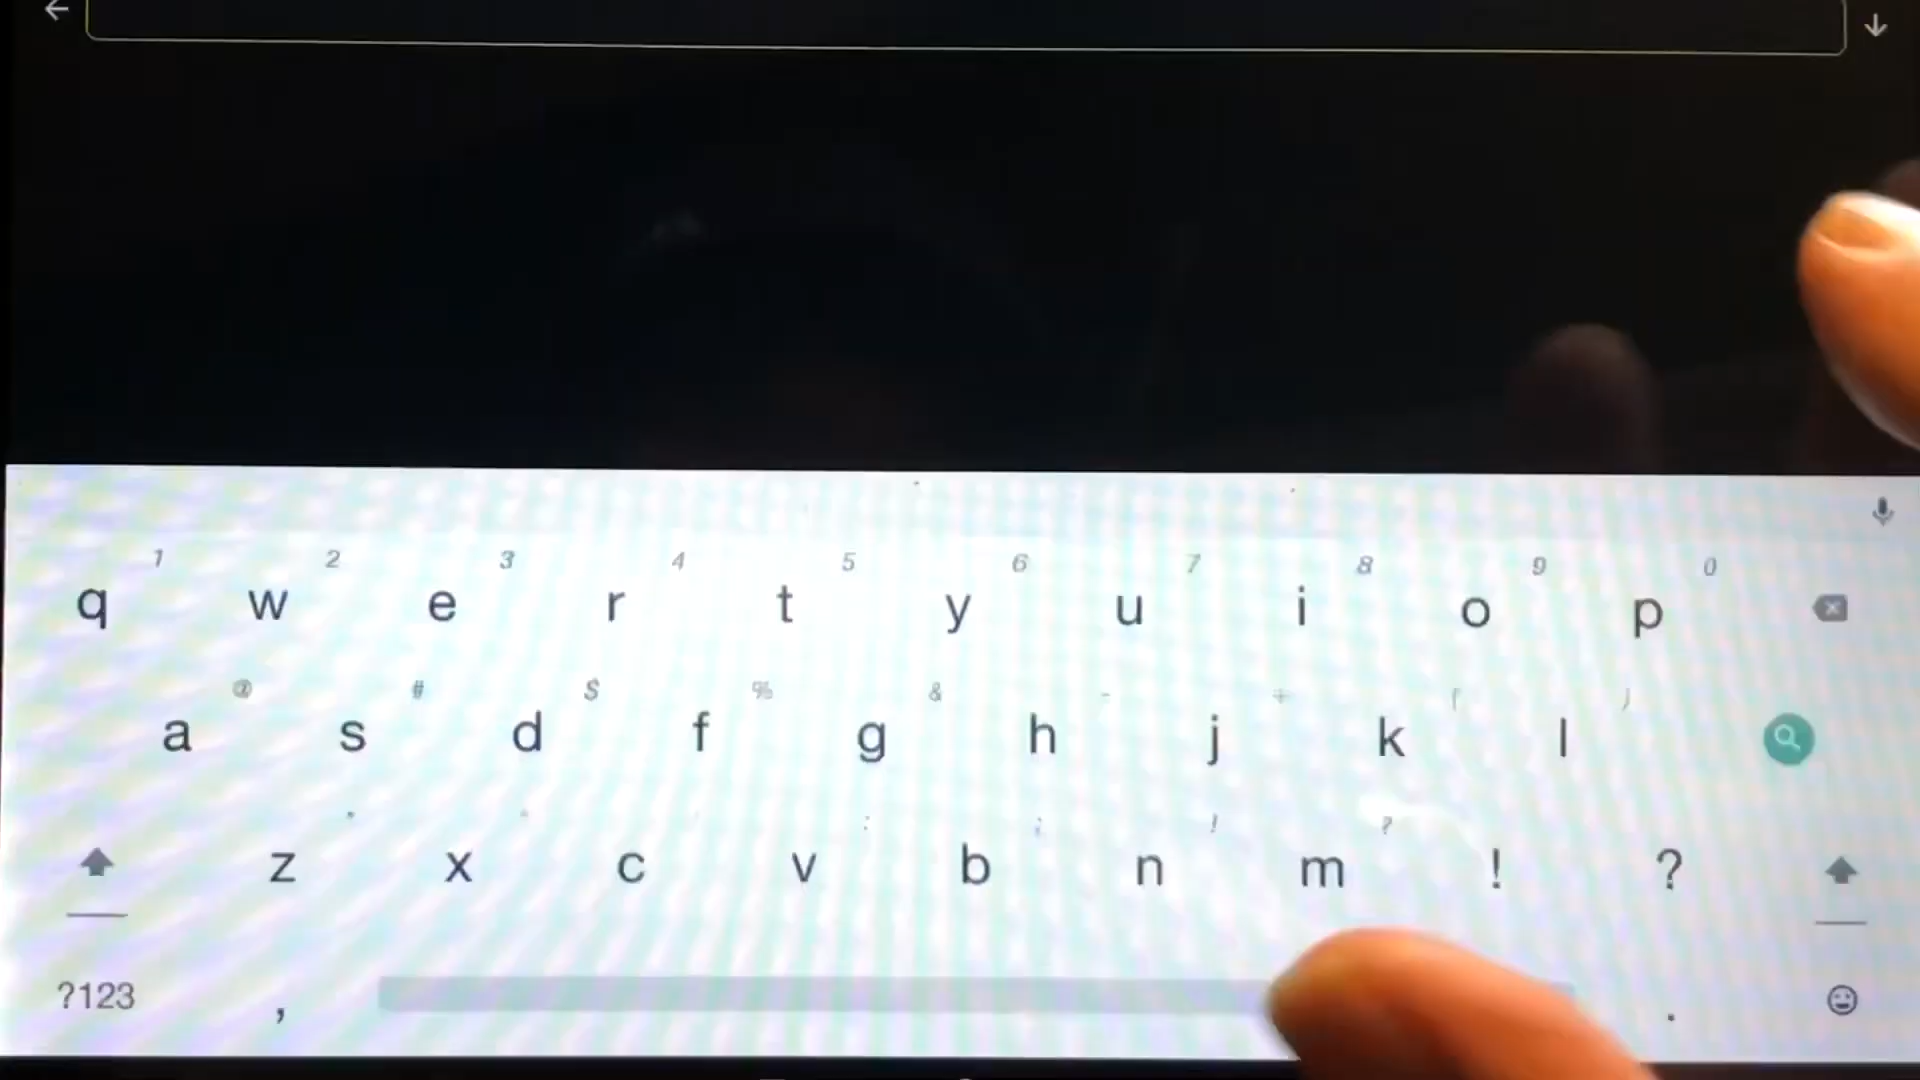 1 2 3 4 5 6 7 8 9 0
q w e r t y u i o p
@ # $ % & - + ( )
a s d f g h j k l
: ; ! ?
z x c v b n m ! ?
?123 , .